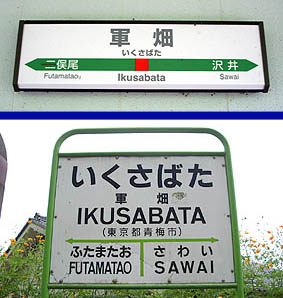 軍畑
いくさばた
二俣尾 沢井
Futamatao Ikusabata Sawai
いくさばた
軍畑
IKUSABATA
(東京都青梅市)
ふたまたお さわい
FUTAMATAO SAWAI